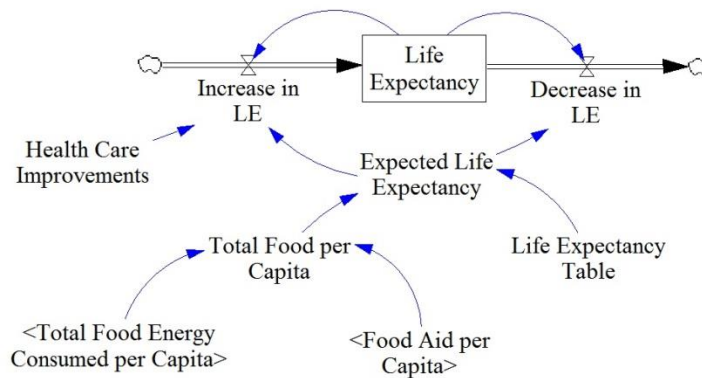 Life
Expectancy
Increase in
LE
Decrease in
LE
Health Care
Improvements
Expected Life
Expectancy
Total Food per
Capita
Life Expectancy
Table
<Total Food Energy
Consumed per Capita>
<Food Aid per
Capita>